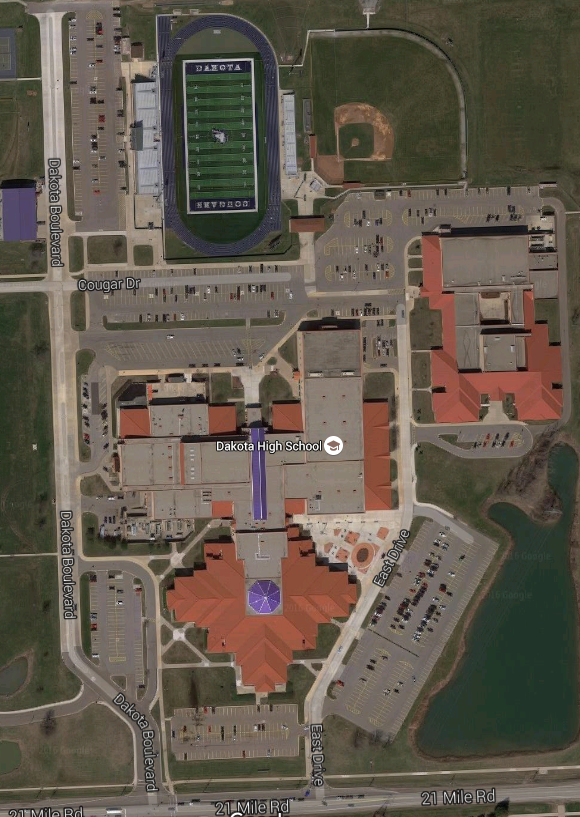 DAKOTA
COUGARS
Dakota Boulevard
Cougar Dr
Dakota High School
East Drive
Dakota Boulevard
Dakota Boulevard
East Drive
21 Mile Rd
21 Mile Rd
21 Mile Rd